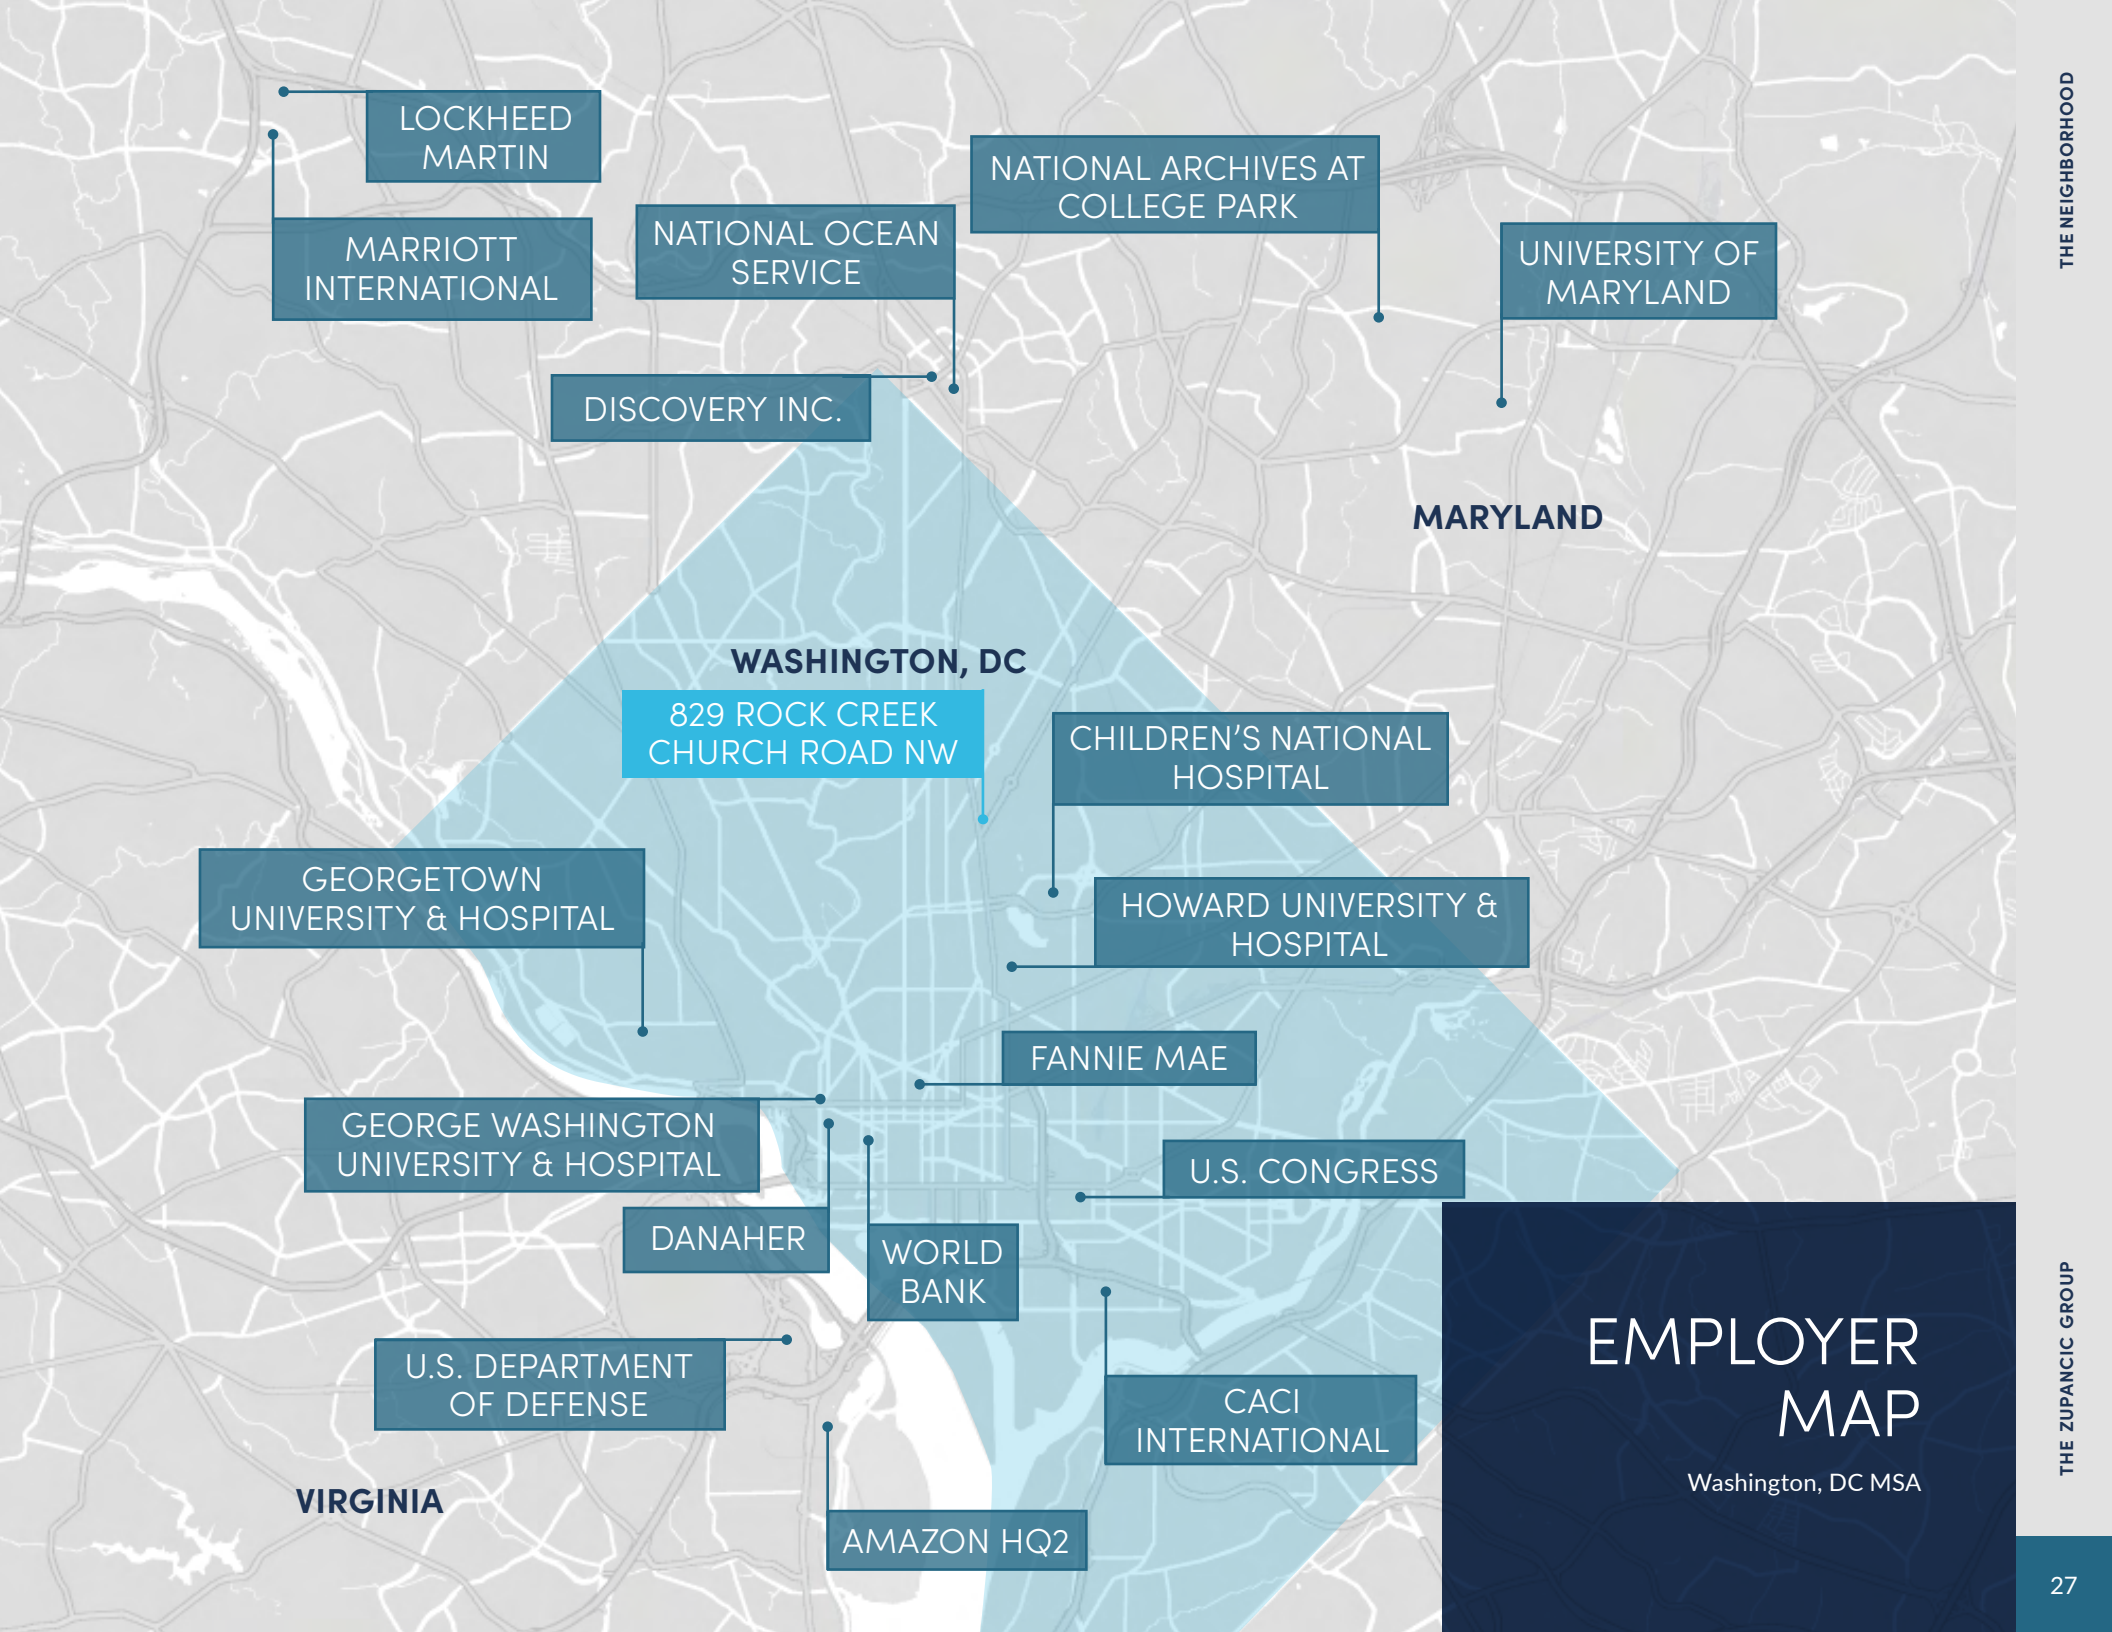 LOCKHEED
MARTIN
MARRIOTT
INTERNATIONAL
NATIONAL OCEAN
SERVICE
NATIONAL ARCHIVES AT
COLLEGE PARK
UNIVERSITY OF
MARYLAND
DISCOVERY INC.
MARYLAND
WASHINGTON, DC
829 ROCK CREEK
CHURCH ROAD NW
CHILDREN'S NATIONAL
HOSPITAL
GEORGETOWN
UNIVERSITY & HOSPITAL
HOWARD UNIVERSITY &
HOSPITAL
FANNIE MAE
GEORGE WASHINGTON
UNIVERSITY & HOSPITAL
U.S. CONGRESS
DANAHER
WORLD
BANK
U.S. DEPARTMENT
OF DEFENSE
CACI
INTERNATIONAL
VIRGINIA
AMAZON HQ2
EMPLOYER
MAP
Washington, DC MSA
THE NEIGHBORHOOD
THE ZUPANCIC GROUP
27